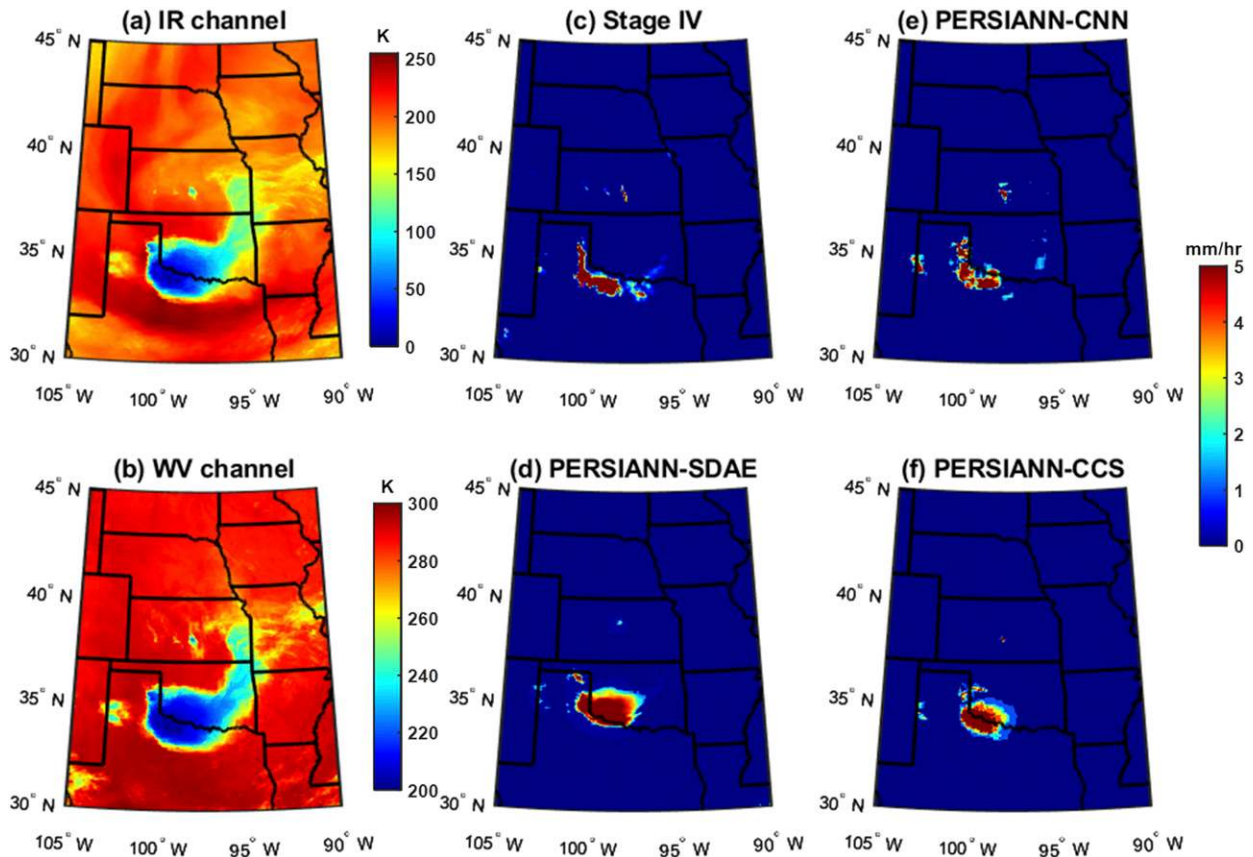 (a) IR channel
K
250
200
150
100
50
0
45° N
40° N
35° N
30° N
105° W
100° W
95° W
90° W
(c) Stage IV
45° N
40° N
35° N
30° N
105° W
100° W
95° W
90° W
(e) PERSIANN-CNN
45° N
40° N
35° N
30° N
105° W
100° W
95° W
90° W
mm/hr
5
4
3
2
1
0
(b) WV channel
K
300
280
260
240
220
200
45° N
40° N
35° N
30° N
105° W
100° W
95° W
90° W
(d) PERSIANN-SDAE
45° N
40° N
35° N
30° N
105° W
100° W
95° W
90° W
(f) PERSIANN-CCS
45° N
40° N
35° N
30° N
105° W
100° W
95° W
90° W